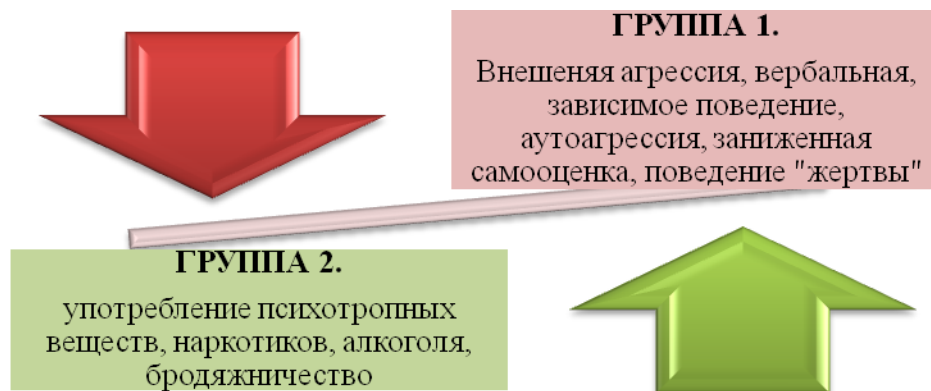 ГРУППА 1.
Внешеняя агрессия, вербальная,
зависимое поведение,
аутоагрессия, заниженная
самооценка, поведение "жертвы"
ГРУППА 2.
употребление психотропных
веществ, наркотиков, алкоголя,
бродяжничество